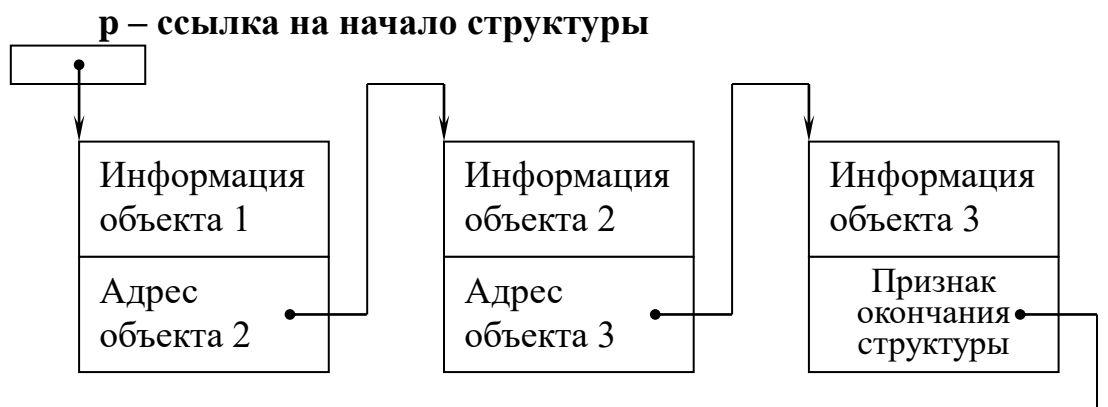 p – ссылка на начало структуры
Информация
объекта 1
Адрес
объекта 2
Информация
объекта 2
Адрес
объекта 3
Информация
объекта 3
Признак
окончания
структуры